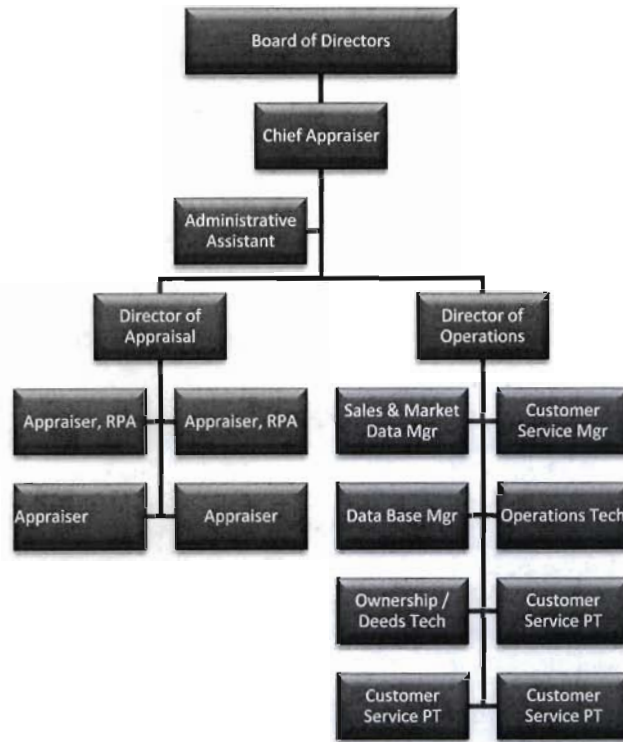 Board of Directors
Chief Appraiser
Administrative
Assistant
Director of
Appraisal
Director of
Operations
Appraiser, RPA
Appraiser, RPA
Appraiser
Appraiser
Sales & Market
Data Mgr
Customer
Service Mgr
Data Base Mgr
Operations Tech
Ownership /
Deeds Tech
Customer
Service PT
Customer
Service PT
Customer
Service PT